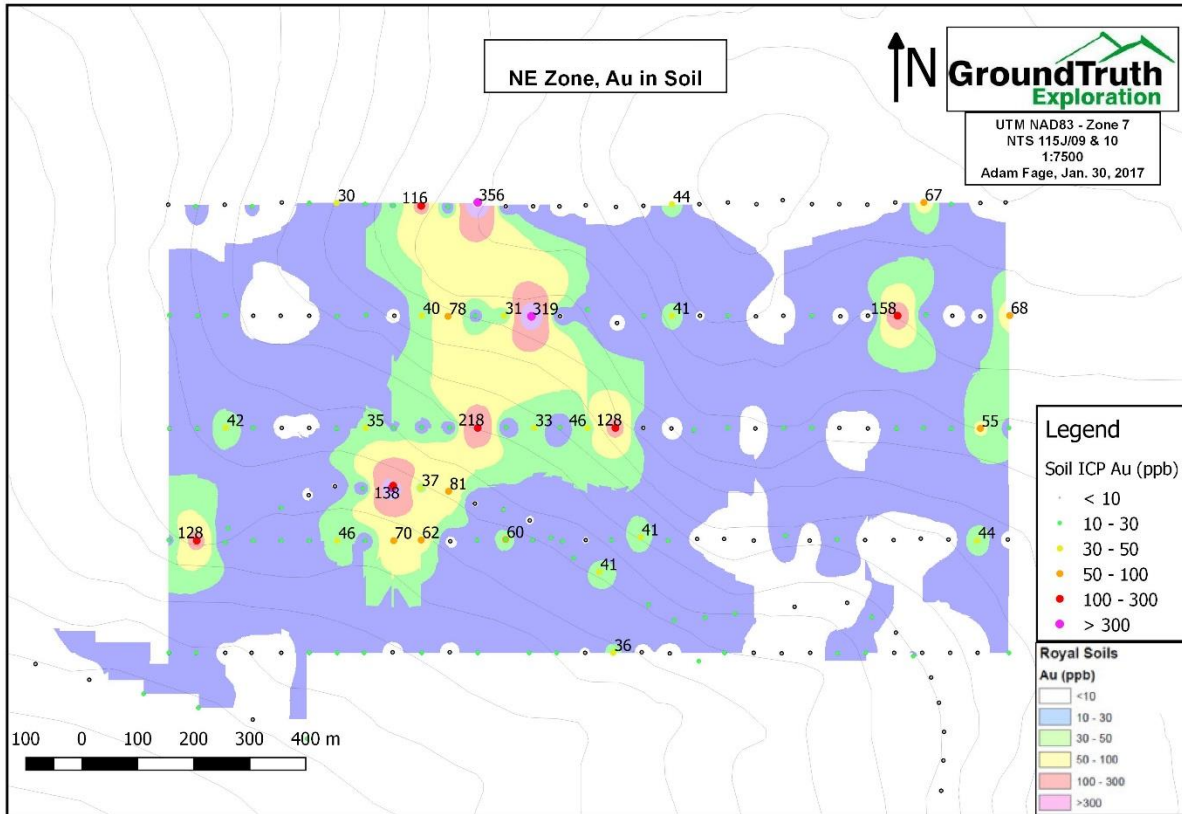 NE Zone, Au in Soil
N
GroundTruth
Exploration
UTM NAD83 - Zone 7
NTS 115J/09 & 10
1:7500
Adam Fage, Jan. 30, 2017
30
116
356
44
67
40
78
31
319
41
158
68
42
35
218
33
46
128
55
138
37
81
128
46
70
62
60
41
44
41
36
Legend
Soil ICP Au (ppb)
< 10
10 - 30
30 - 50
50 - 100
100 - 300
> 300
Royal Soils
Au (ppb)
<10
10 - 30
30 - 50
50 - 100
100 - 300
>300
100 0 100 200 300 400 m